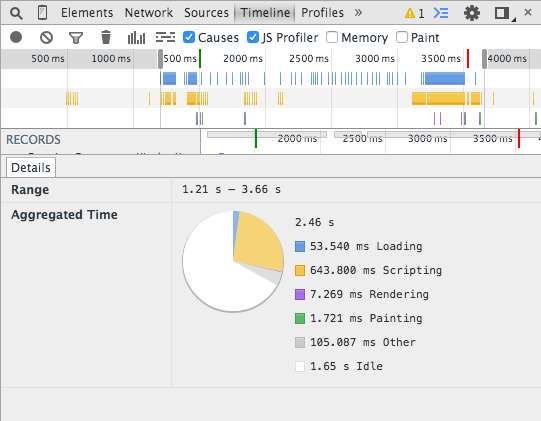 Elements Network Sources Timeline Profiles » 1
Causes JS Profiler Memory Paint
500 ms 1000 ms 500 ms 2000 ms 2500 ms 3000 ms 3500 ms 4000 ms
RECORDS 2000 ms 2500 ms 3000 ms 3500 ms
Details
Range 1.21 s – 3.66 s
Aggregated Time
2.46 s
53.540 ms Loading
643.800 ms Scripting
7.269 ms Rendering
1.721 ms Painting
105.087 ms Other
1.65 s Idle